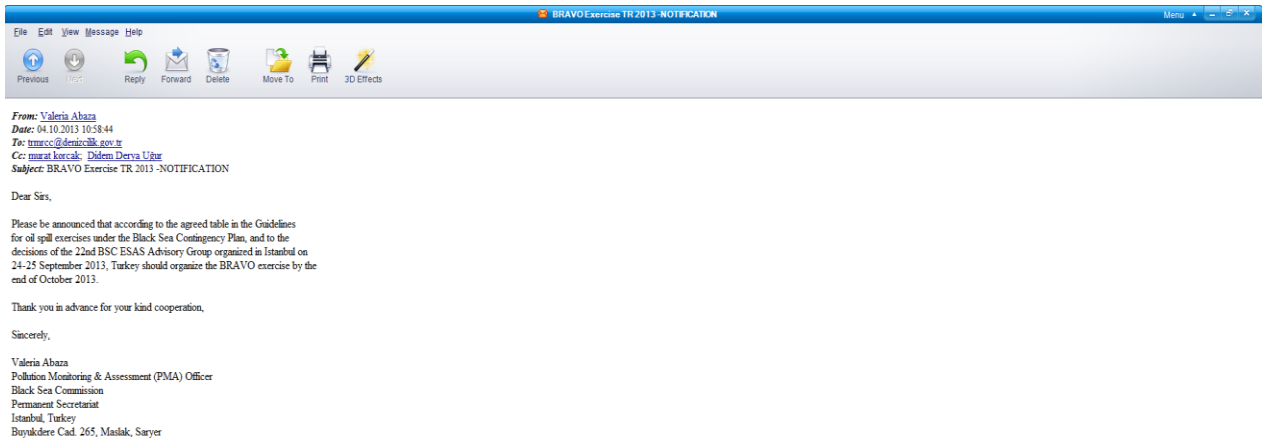 BRAVO Exercise TR 2013 -NOTIFICATION
Menu
File Edit View Message Help
Previous Next Reply Forward Delete Move To Print 3D Effects
From: Valeria Abaza
Date: 04.10.2013 10:58:44
To: trmrcc@denizcilik.gov.tr
Cc: murat korcak; Didem Derya Uğur
Subject: BRAVO Exercise TR 2013 -NOTIFICATION
Dear Sirs,
Please be announced that according to the agreed table in the Guidelines
for oil spill exercises under the Black Sea Contingency Plan, and to the
decisions of the 22nd BSC ESAS Advisory Group organized in Istanbul on
24-25 September 2013, Turkey should organize the BRAVO exercise by the
end of October 2013.
Thank you in advance for your kind cooperation,
Sincerely,
Valeria Abaza
Pollution Monitoring & Assessment (PMA) Officer
Black Sea Commission
Permanent Secretariat
Istanbul, Turkey
Buyukdere Cad. 265, Maslak, Saryer